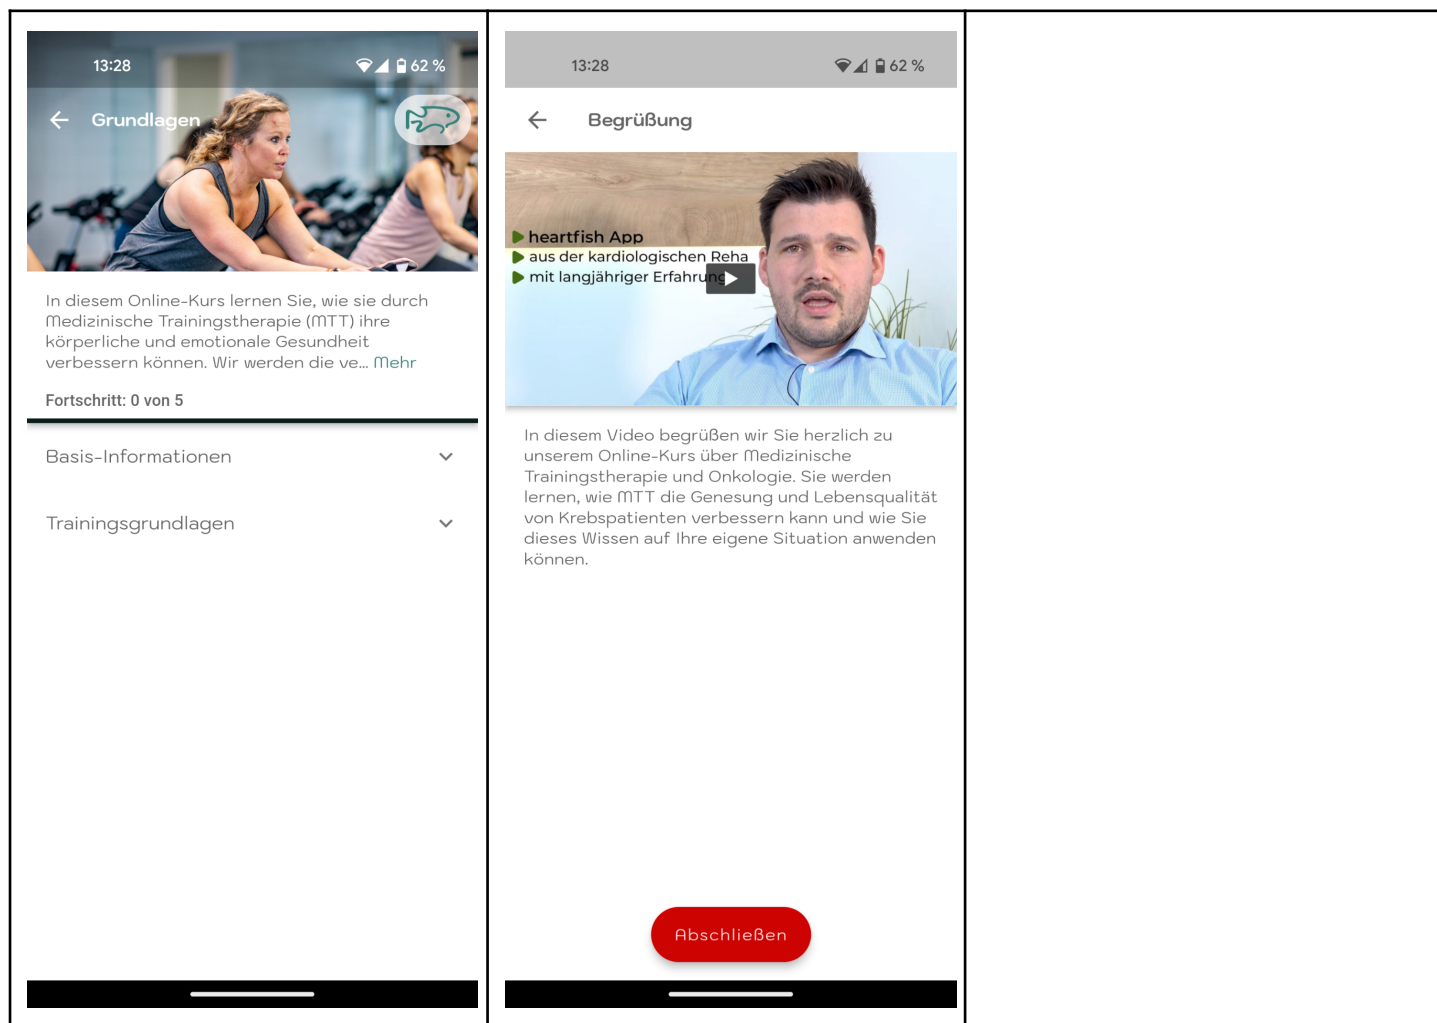 13:28
62 %
Grundlagen
In diesem Online-Kurs lernen Sie, wie sie durch
Medizinische Trainingstherapie (MTT) ihre
körperliche und emotionale Gesundheit
verbessern können. Wir werden die ve... Mehr
Fortschritt: 0 von 5
Basis-Informationen
Trainingsgrundlagen
13:28
62 %
Begrüßung
heartfish App
aus der kardiologischen Reha
mit langjähriger Erfahrung
In diesem Video begrüßen wir Sie herzlich zu
unserem Online-Kurs über Medizinische
Trainingstherapie und Onkologie. Sie werden
lernen, wie MTT die Genesung und Lebensqualität
von Krebspatienten verbessern kann und wie Sie
dieses Wissen auf Ihre eigene Situation anwenden
können.
Abschließen